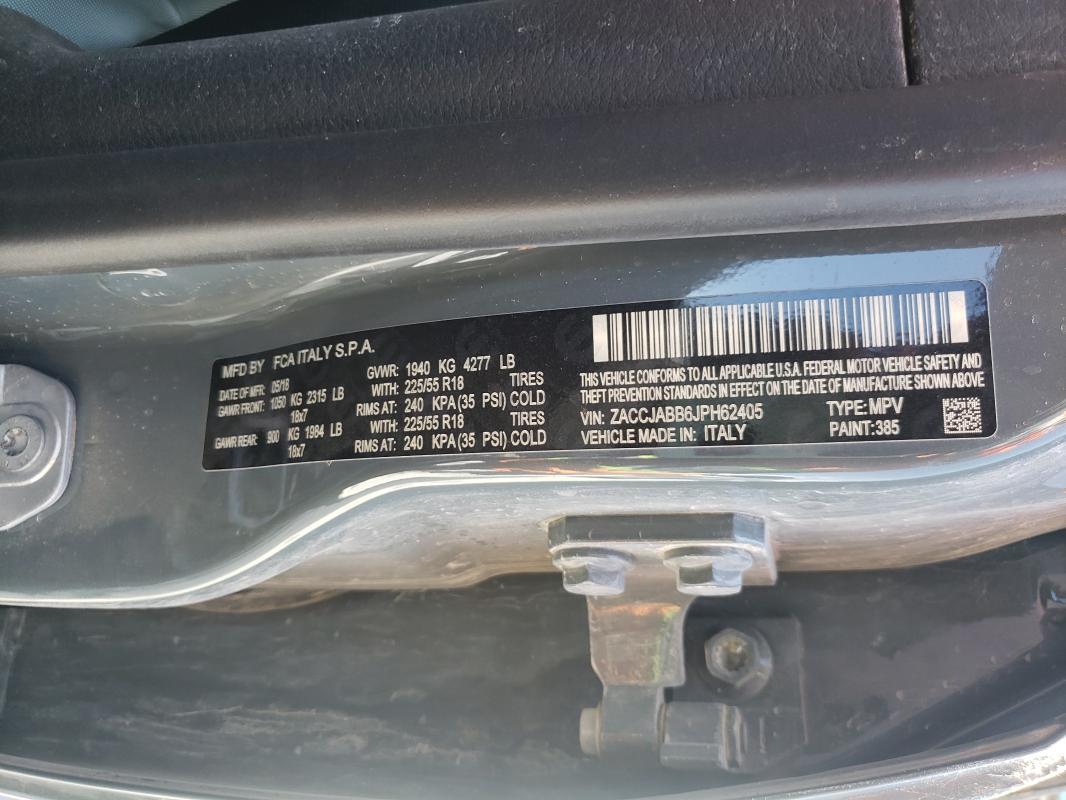 MFD BY FCA ITALY S.P.A.
DATE OF MFR: 05/18 GVWR: 1940 KG 4277 LB
GAWR FRONT: 1050 KG 2315 LB WITH: 225/55 R18 TIRES
18x7 RIMS AT: 240 KPA(35 PSI) COLD
GAWR REAR: 900 KG 1984 LB WITH: 225/55 R18 TIRES
18x7 RIMS AT: 240 KPA(35 PSI) COLD
THIS VEHICLE CONFORMS TO ALL APPLICABLE U.S.A. FEDERAL MOTOR VEHICLE SAFETY AND
THEFT PREVENTION STANDARDS IN EFFECT ON THE DATE OF MANUFACTURE SHOWN ABOVE
VIN: ZACCJABB6JPH62405 TYPE: MPV
VEHICLE MADE IN: ITALY PAINT: 385